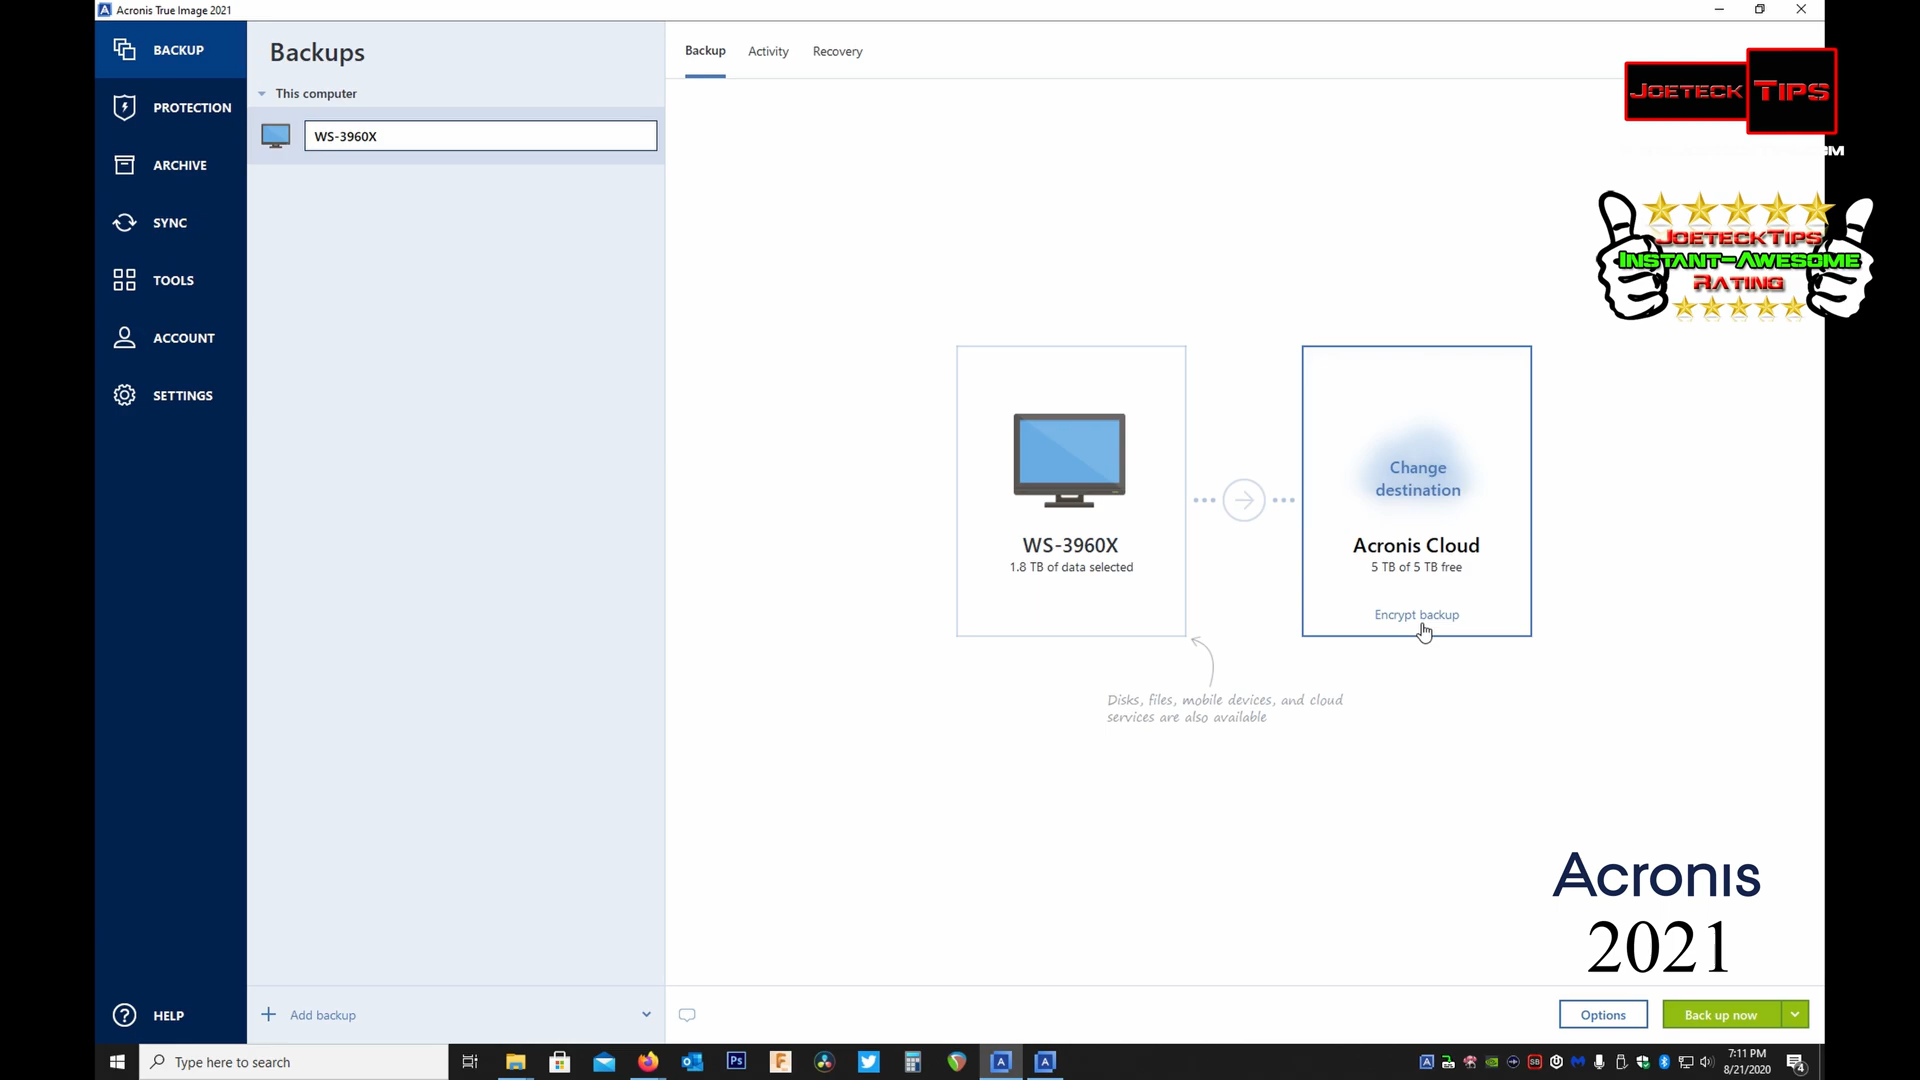 Acronis True Image 2021
BACKUP
PROTECTION
ARCHIVE
SYNC
TOOLS
ACCOUNT
SETTINGS
HELP
Backups
This computer
WS-3960X
Add backup
Backup Activity Recovery
WS-3960X
1.8 TB of data selected
Change
destination
Acronis Cloud
5 TB of 5 TB free
Encrypt backup
Disks, files, mobile devices, and cloud
services are also available
JOETECK TIPS
JOETECKTIPS
INSTANT-AWESOME
RATING
Acronis
2021
Options
Back up now
Type here to search
Ps
7:11 PM
8/21/2020
4